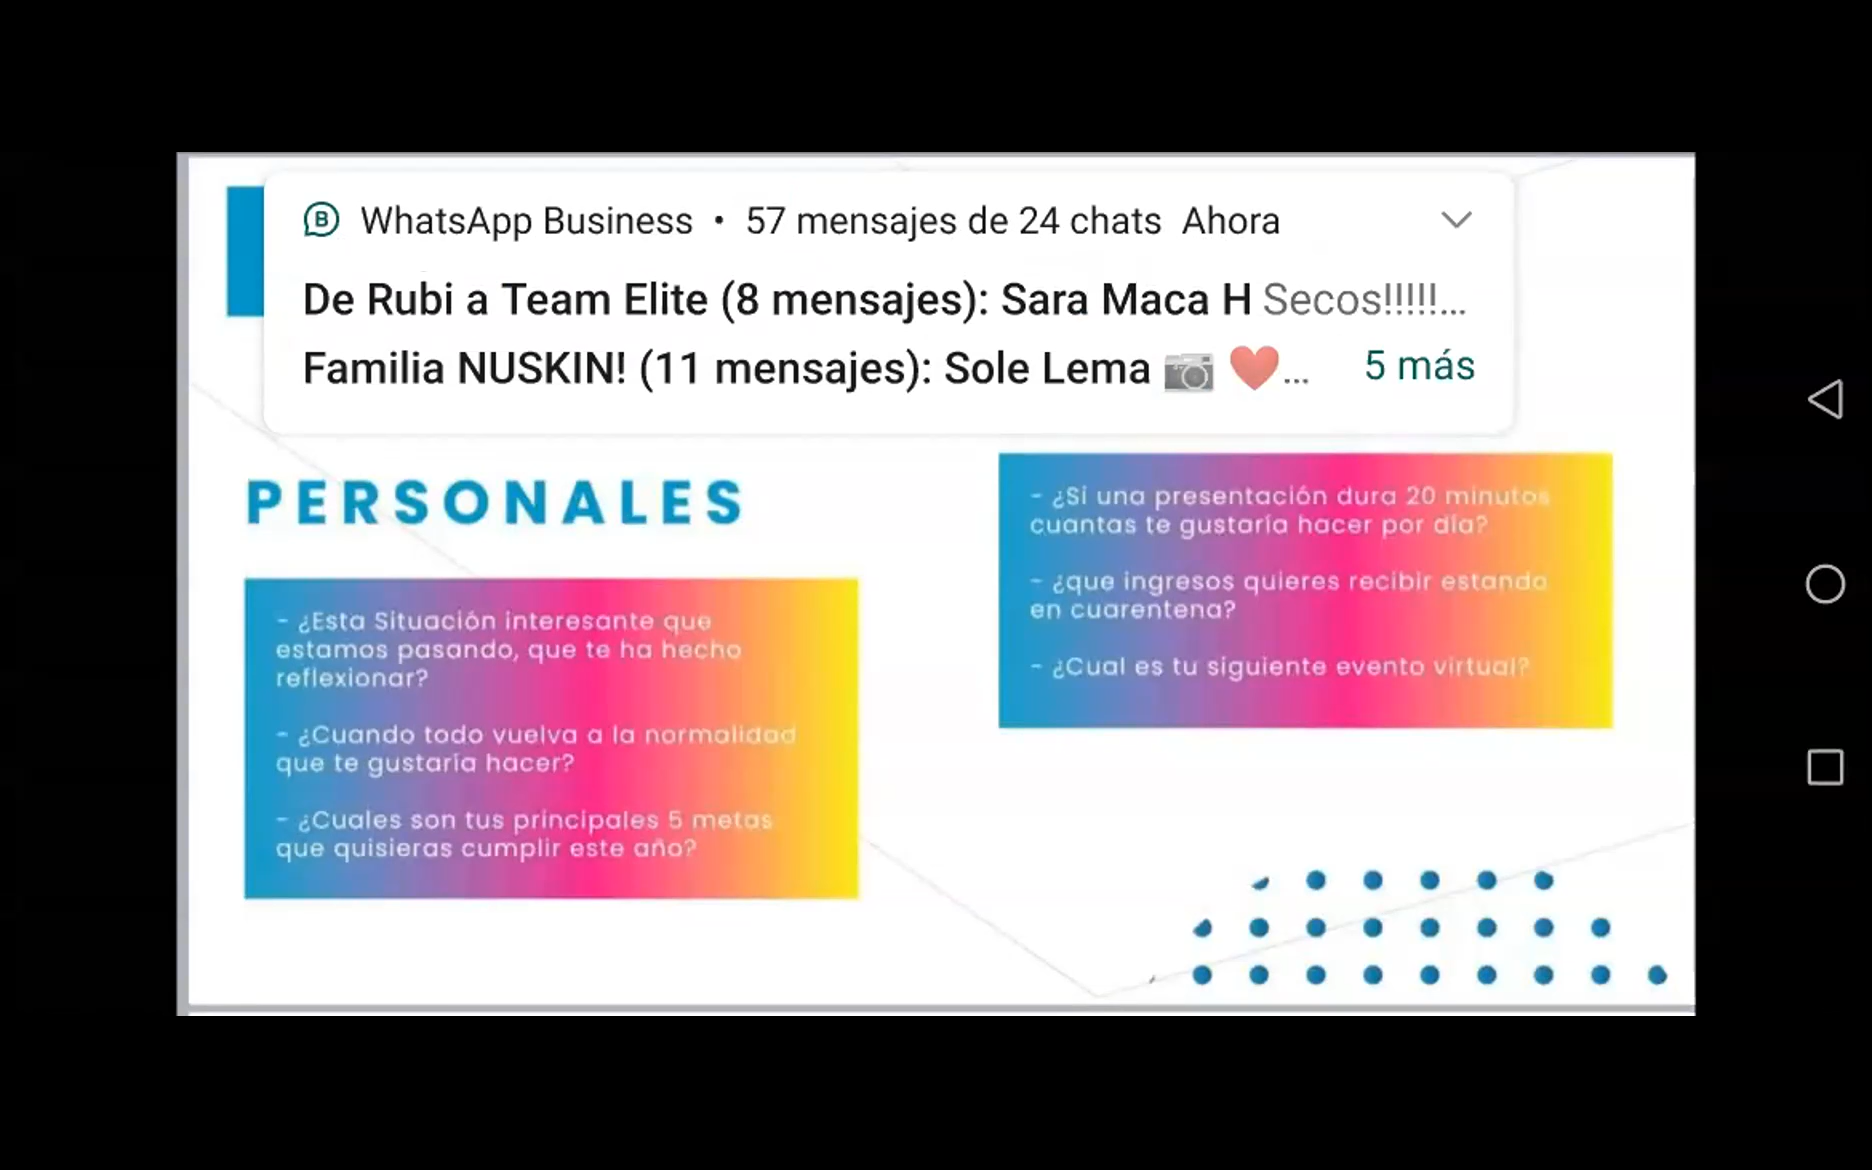 WhatsApp Business • 57 mensajes de 24 chats Ahora
De Rubi a Team Elite (8 mensajes): Sara Maca H Secos!!!!!...
Familia NUSKIN! (11 mensajes): Sole Lema 📷 ❤️... 5 más
PERSONALES
- ¿Esta Situación interesante que
estamos pasando, que te ha hecho
reflexionar?
- ¿Cuando todo vuelva a la normalidad
que te gustaría hacer?
- ¿Cuales son tus principales 5 metas
que quisieras cumplir este año?
- ¿Si una presentación dura 20 minutos
cuantas te gustaría hacer por día?
- ¿que ingresos quieres recibir estando
en cuarentena?
- ¿Cual es tu siguiente evento virtual?